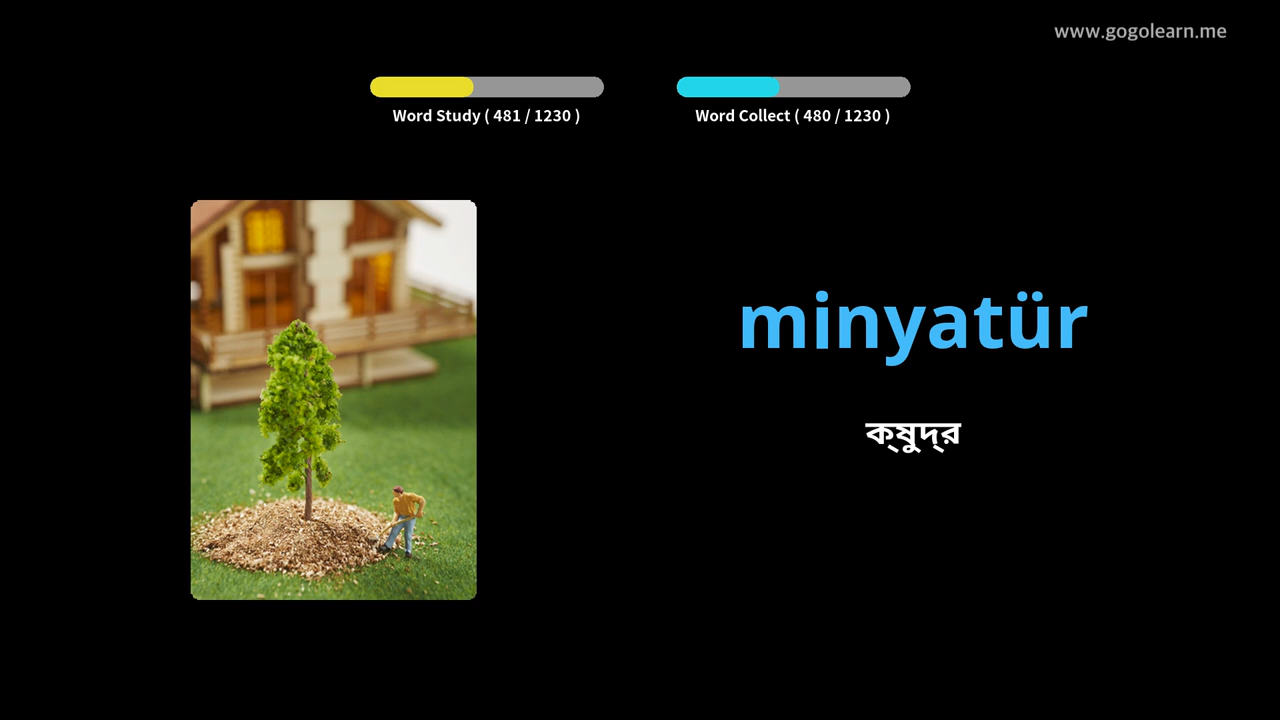 www.gogolearn.me
Word Study ( 481 / 1230 )
Word Collect ( 480 / 1230 )
minyatür
ক্ষুদ্র